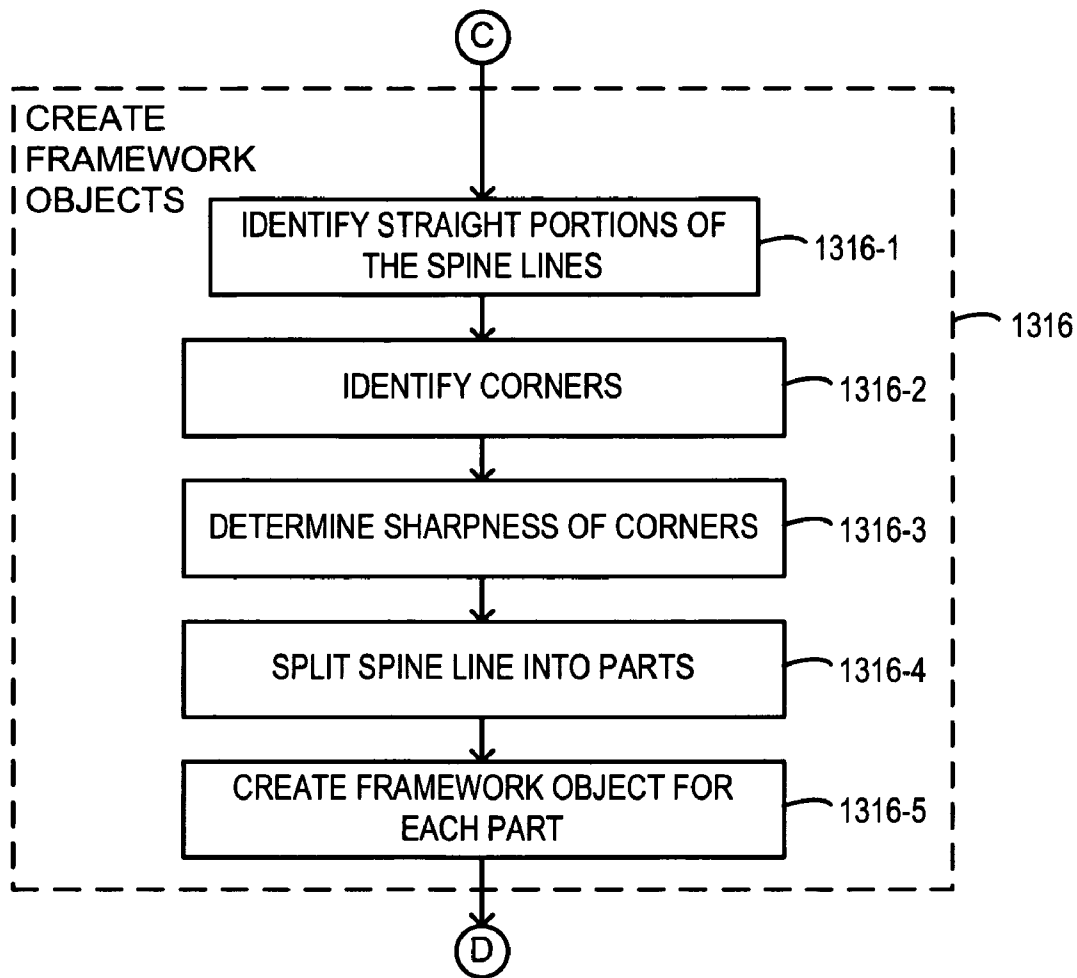 C
CREATE
FRAMEWORK
OBJECTS
IDENTIFY STRAIGHT PORTIONS OF
THE SPINE LINES
1316-1
1316
IDENTIFY CORNERS
1316-2
DETERMINE SHARPNESS OF CORNERS
1316-3
SPLIT SPINE LINE INTO PARTS
1316-4
CREATE FRAMEWORK OBJECT FOR
EACH PART
1316-5
D